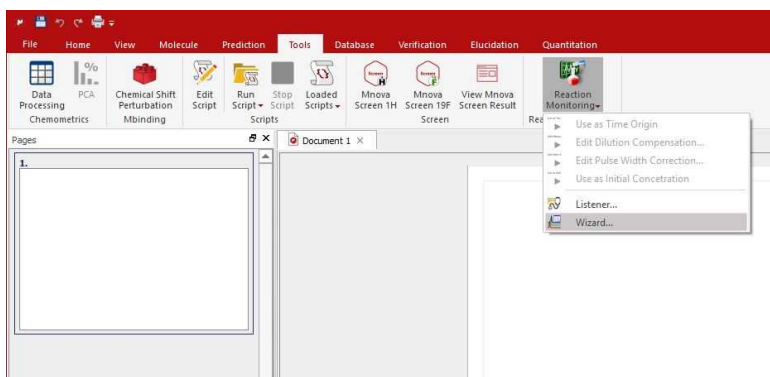 File Home View Molecule Prediction Tools Database Verification Elucidation Quantitation
Data Processing
PCA
Chemometrics
Chemical Shift Perturbation
Mbinding
Edit Script
Run Script
Stop Script
Loaded Scripts
Scripts
Mnova Screen 1H
Mnova Screen 19F
View Mnova Screen Result
Screen
Reaction Monitoring
Rea
Use as Time Origin
Edit Dilution Compensation...
Edit Pulse Width Correction...
Use as Initial Concetration
Listener...
Wizard...
Pages
Document 1
1.